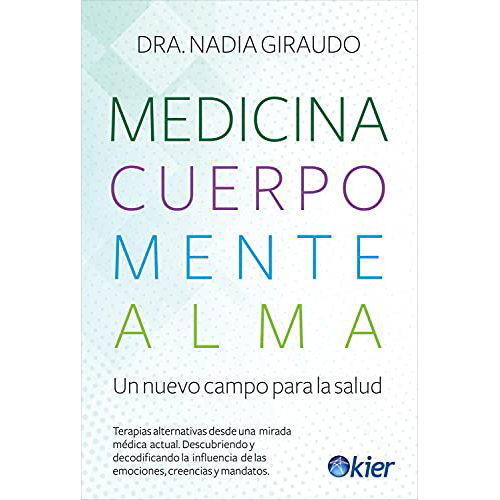 DRA. NADIA GIRAUDO
MEDICINA
CUERPO
MENTE
ALMA
Un nuevo campo para la salud
Terapias alternativas desde una mirada
médica actual. Descubriendo y
decodificando la influencia de las
emociones, creencias y mandatos.
kier